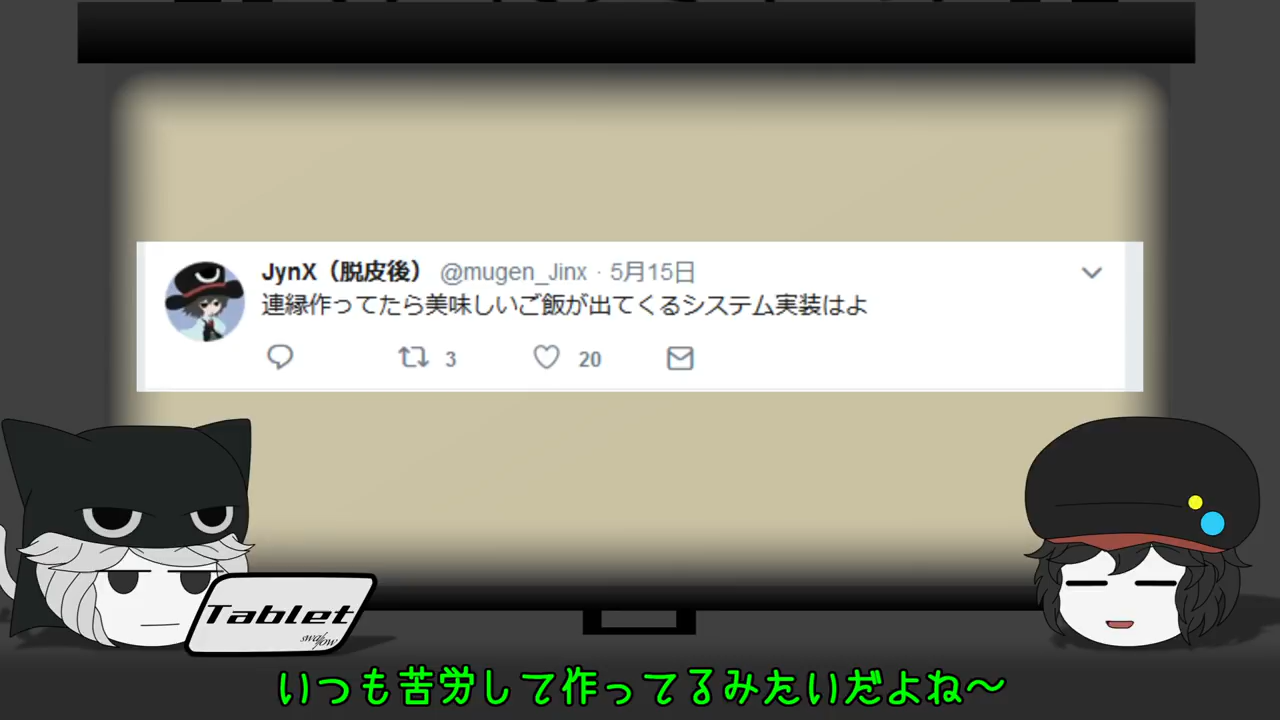 JynX（脱皮後） @mugen_Jinx · 5月15日
連縁作ってたら美味しいご飯が出てくるシステム実装はよ
3 20
Tablet
swallow
いつも苦労して作ってるみたいだよね～